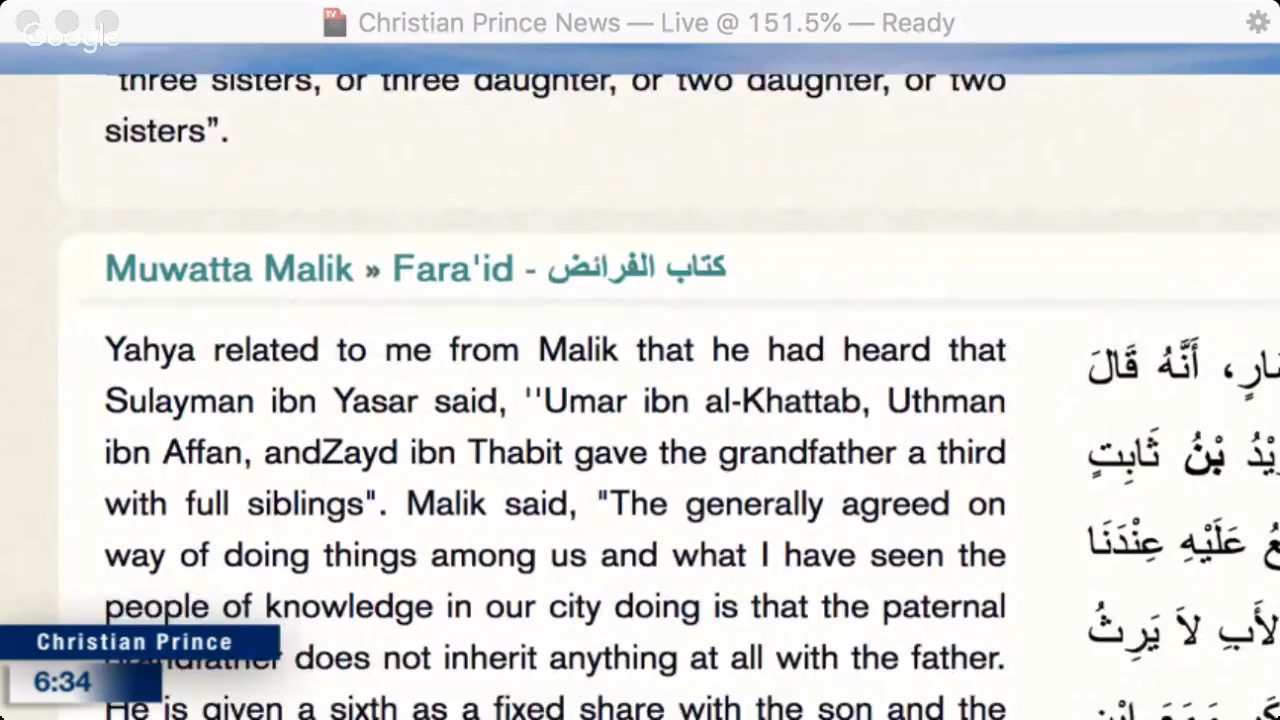 Christian Prince News — Live @ 151.5% — Ready
Google
"three sisters, or three daughter, or two daughter, or two
sisters”.
Muwatta Malik » Fara'id - كتاب الفرائض
Yahya related to me from Malik that he had heard that
Sulayman ibn Yasar said, ''Umar ibn al-Khattab, Uthman
ibn Affan, andZayd ibn Thabit gave the grandfather a third
with full siblings". Malik said, "The generally agreed on
way of doing things among us and what I have seen the
people of knowledge in our city doing is that the paternal
grandfather does not inherit anything at all with the father.
He is given a sixth as a fixed share with the son and the
أَنَّهُ قَالَ
بْنُ ثَابِتٍ
عَلَيْهِ عِنْدَنَا
لاَ يَرِثُ
Christian Prince
6:34